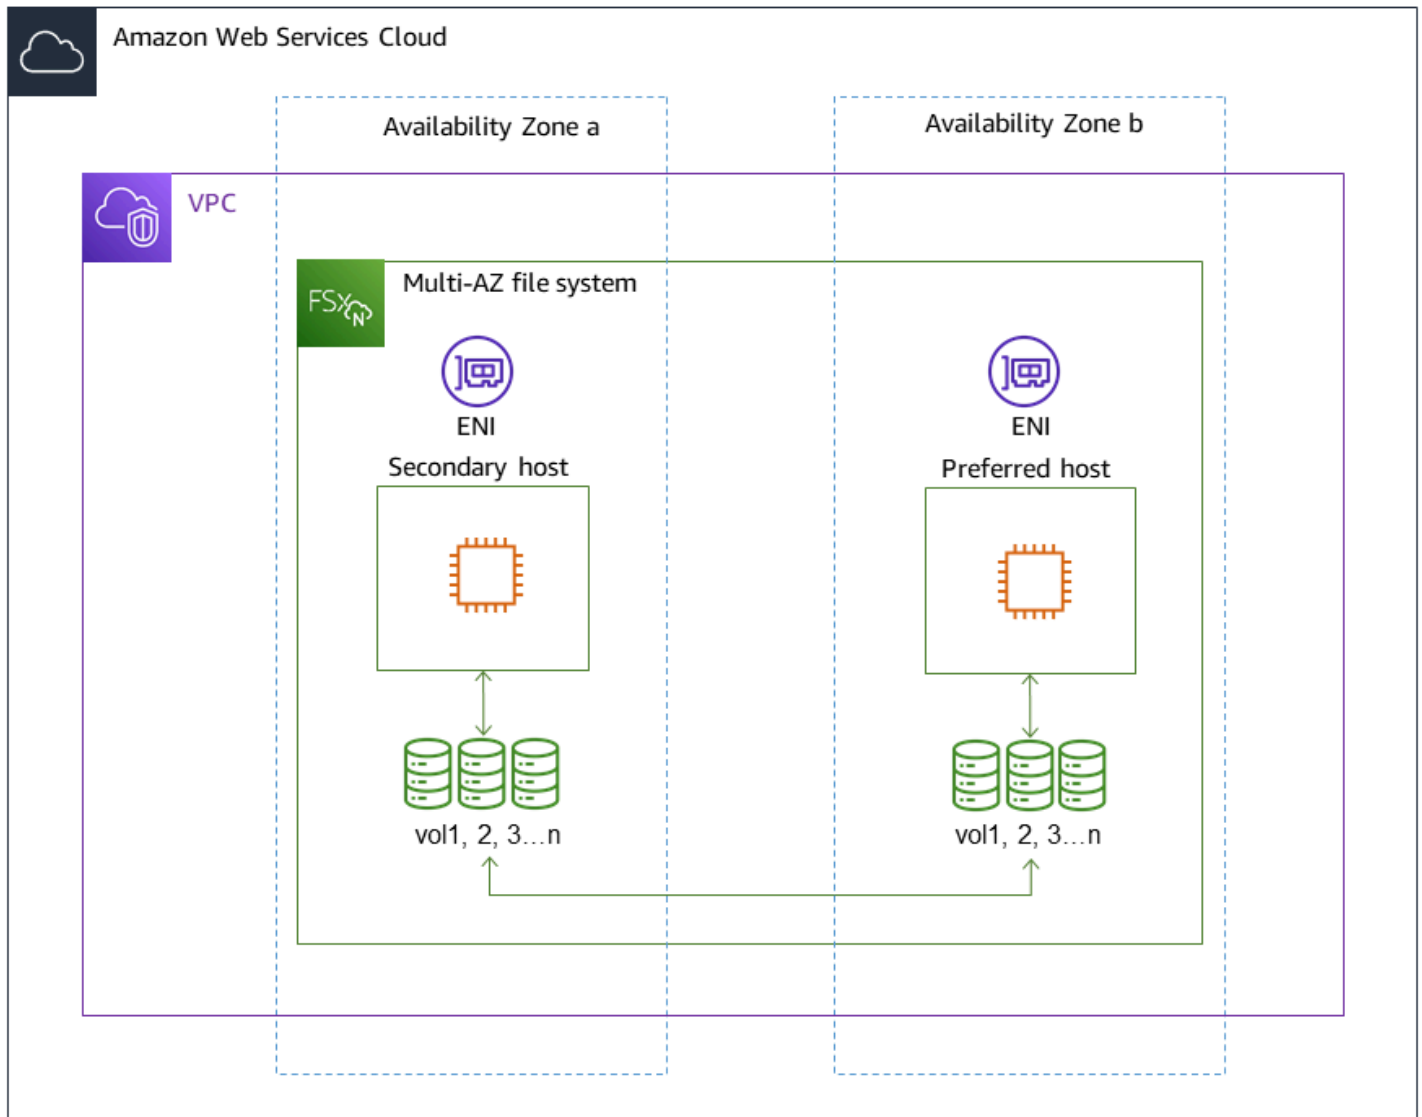 Amazon Web Services Cloud
Availability Zone a
Availability Zone b
VPC
FSx
N
Multi-AZ file system
ENI
ENI
Secondary host
Preferred host
vol1, 2, 3...n
vol1, 2, 3...n